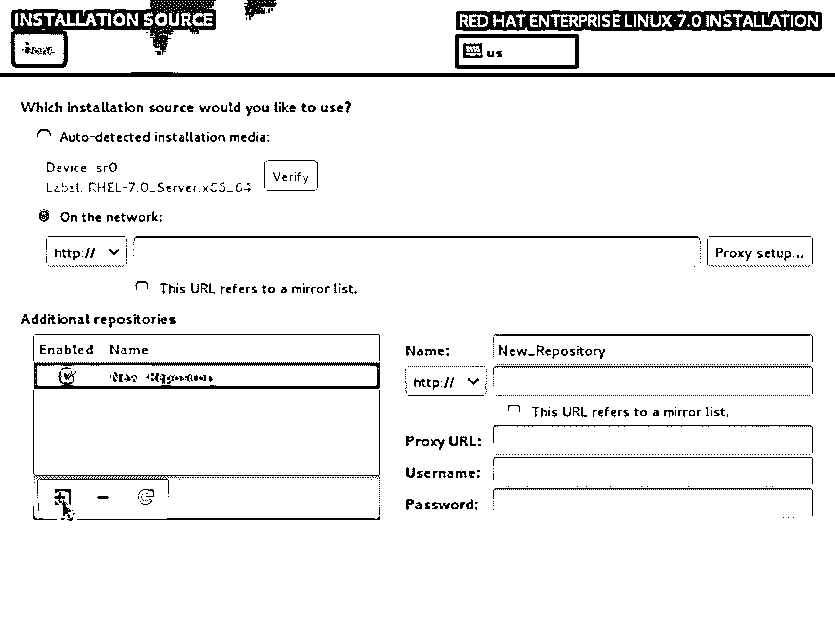 INSTALLATION SOURCE
RED HAT ENTERPRISE LINUX 7.0 INSTALLATION
us
Which installation source would you like to use?
Auto-detected installation media:
Device: sr0
Label: RHEL-7.0_Server.x86_64
Verify
On the network:
http://
Proxy setup...
This URL refers to a mirror list.
Additional repositories
Enabled Name
Name: New_Repository
New_Repository
http://
This URL refers to a mirror list.
Proxy URL:
Username:
Password: